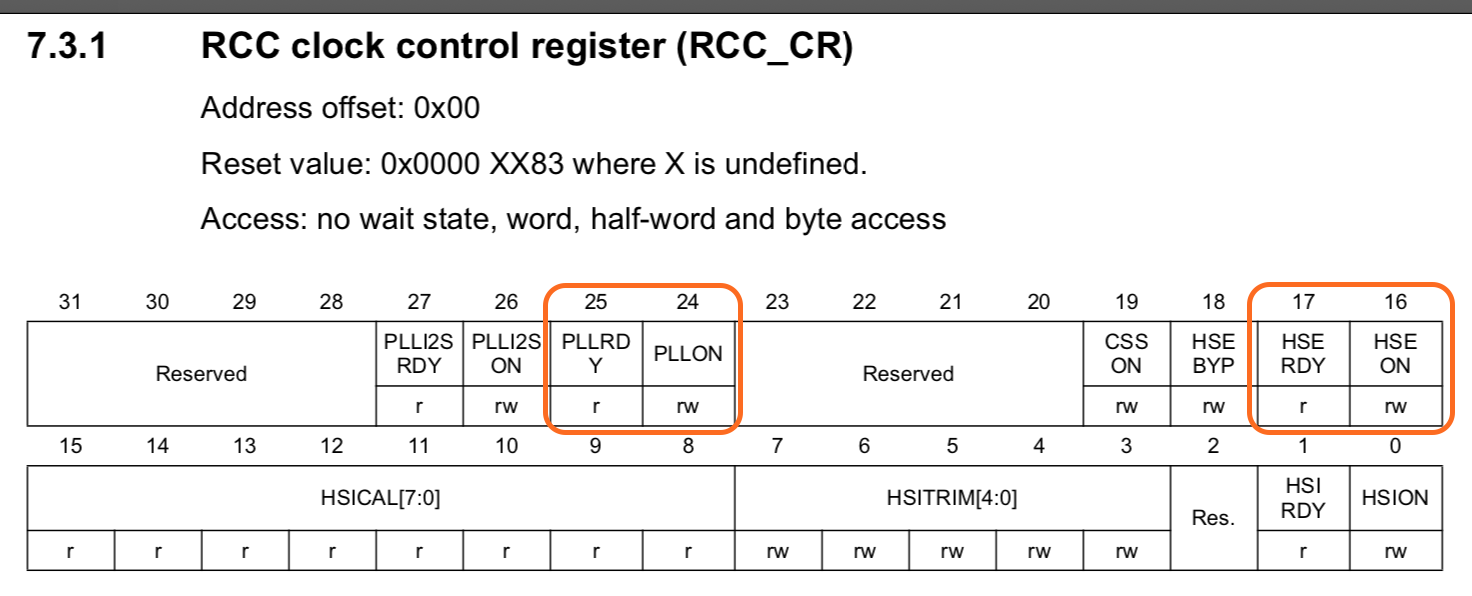 7.3.1 RCC clock control register (RCC_CR)
Address offset: 0x00
Reset value: 0x0000 XX83 where X is undefined.
Access: no wait state, word, half-word and byte access
31 30 29 28 27 26 25 24 23 22 21 20 19 18 17 16
Reserved PLLI2S RDY PLLI2S ON PLLRD Y PLLON Reserved CSS ON HSE BYP HSE RDY HSE ON
r rw r rw rw rw r rw
15 14 13 12 11 10 9 8 7 6 5 4 3 2 1 0
HSICAL[7:0] HSITRIM[4:0] Res. HSI RDY HSION
r r r r r r r r rw rw rw rw rw r rw